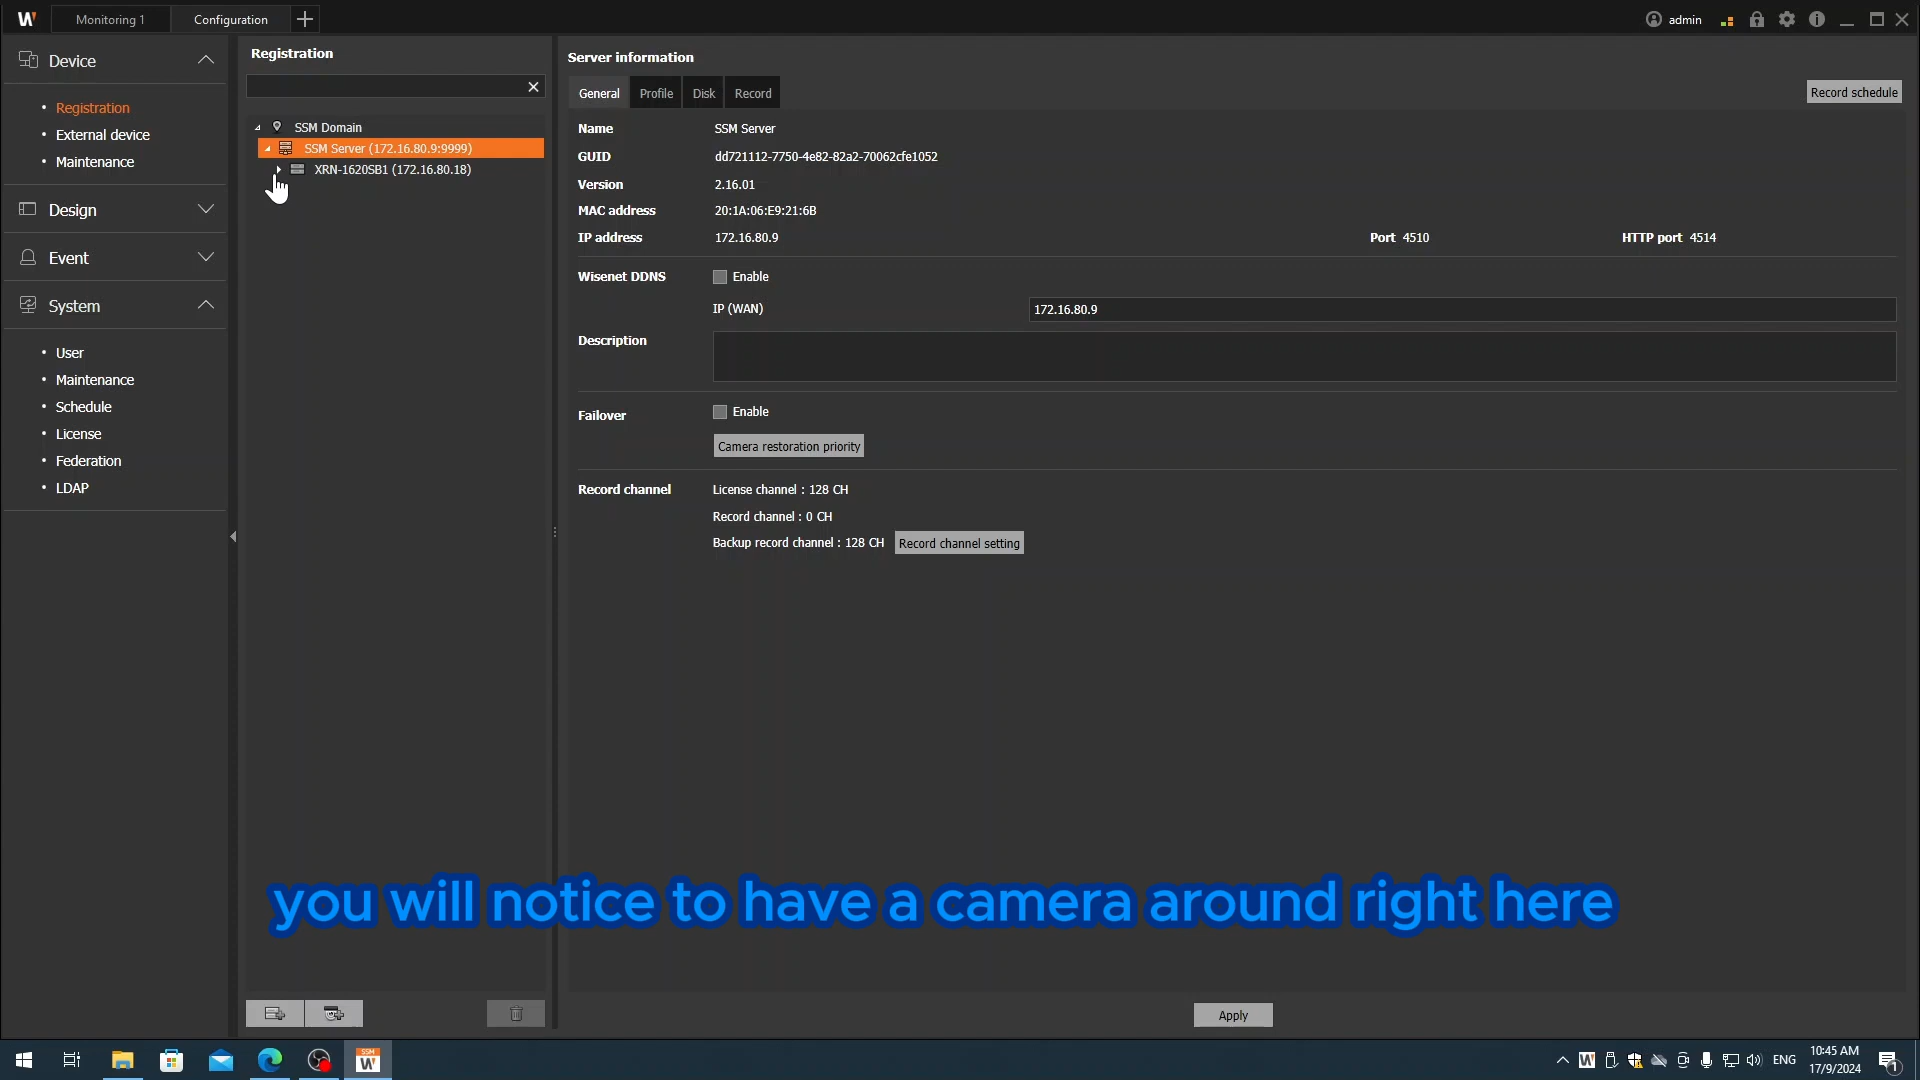 Monitoring 1
Configuration
admin
Device
Registration
External device
Maintenance
Design
Event
System
User
Maintenance
Schedule
License
Federation
LDAP
Registration
SSM Domain
SSM Server (172.16.80.9:9999)
XRN-1620SB1 (172.16.80.18)
Server information
General
Profile
Disk
Record
Record schedule
Name SSM Server
GUID dd721112-7750-4e82-82a2-70062cfe1052
Version 2.16.01
MAC address 20:1A:06:E9:21:6B
IP address 172.16.80.9 Port 4510 HTTP port 4514
Wisenet DDNS Enable
IP (WAN) 172.16.80.9
Description
Failover Enable
Camera restoration priority
Record channel License channel : 128 CH
Record channel : 0 CH
Backup record channel : 128 CH Record channel setting
you will notice to have a camera around right here
Apply
SSM
W
ENG
10:45 AM
17/9/2024
1